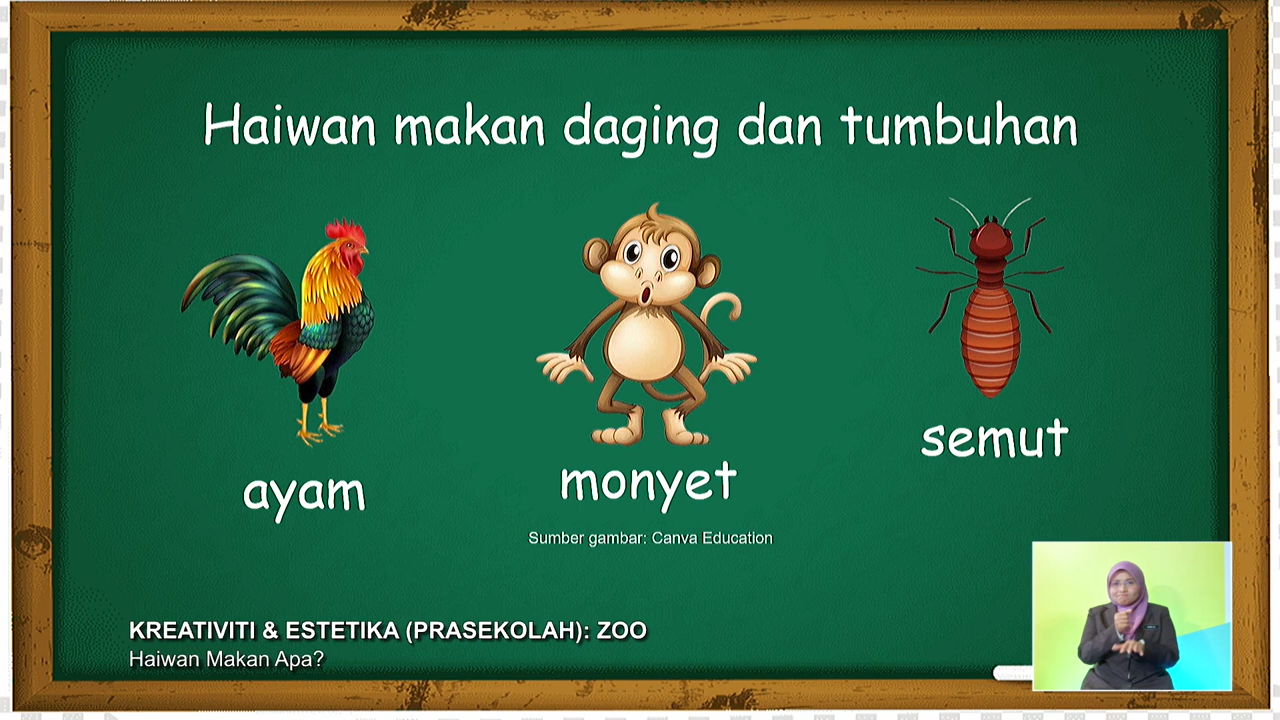 Haiwan makan daging dan tumbuhan
ayam
monyet
semut
Sumber gambar: Canva Education
KREATIVITI & ESTETIKA (PRASEKOLAH): ZOO
Haiwan Makan Apa?